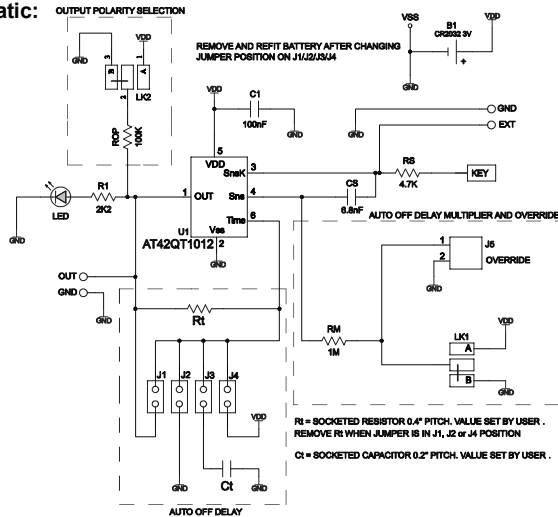 atic:
OUTPUT POLARITY SELECTION
VDD
GND
3
1
B
A
2
LK2
ROP
100K
REMOVE AND REFIT BATTERY AFTER CHANGING
JUMPER POSITION ON J1/J2/J3/J4
VSS
B1
CR2032 3V
VDD
+
GND
VDD
C1
100nF
GND
GND
GND
EXT
5
VDD
SnsK
3
RS
4.7K
KEY
LED
R1
2K2
1
OUT
Sns
4
CS
6.8nF
Time
6
U1
Vss
AT42QT1012
2
GND
GND
AUTO OFF DELAY MULTIPLIER AND OVERRIDE
1
2
J5
OVERRIDE
GND
OUT
GND
GND
Rt
RM
1M
LK1
A
VDD
B
GND
J1
J2
J3
J4
VDD
GND
Ct
GND
AUTO OFF DELAY
Rt = SOCKETED RESISTOR 0.4" PITCH. VALUE SET BY USER .
REMOVE Rt WHEN JUMPER IS IN J1, J2 or J4 POSITION
Ct = SOCKETED CAPACITOR 0.2" PITCH. VALUE SET BY USER .